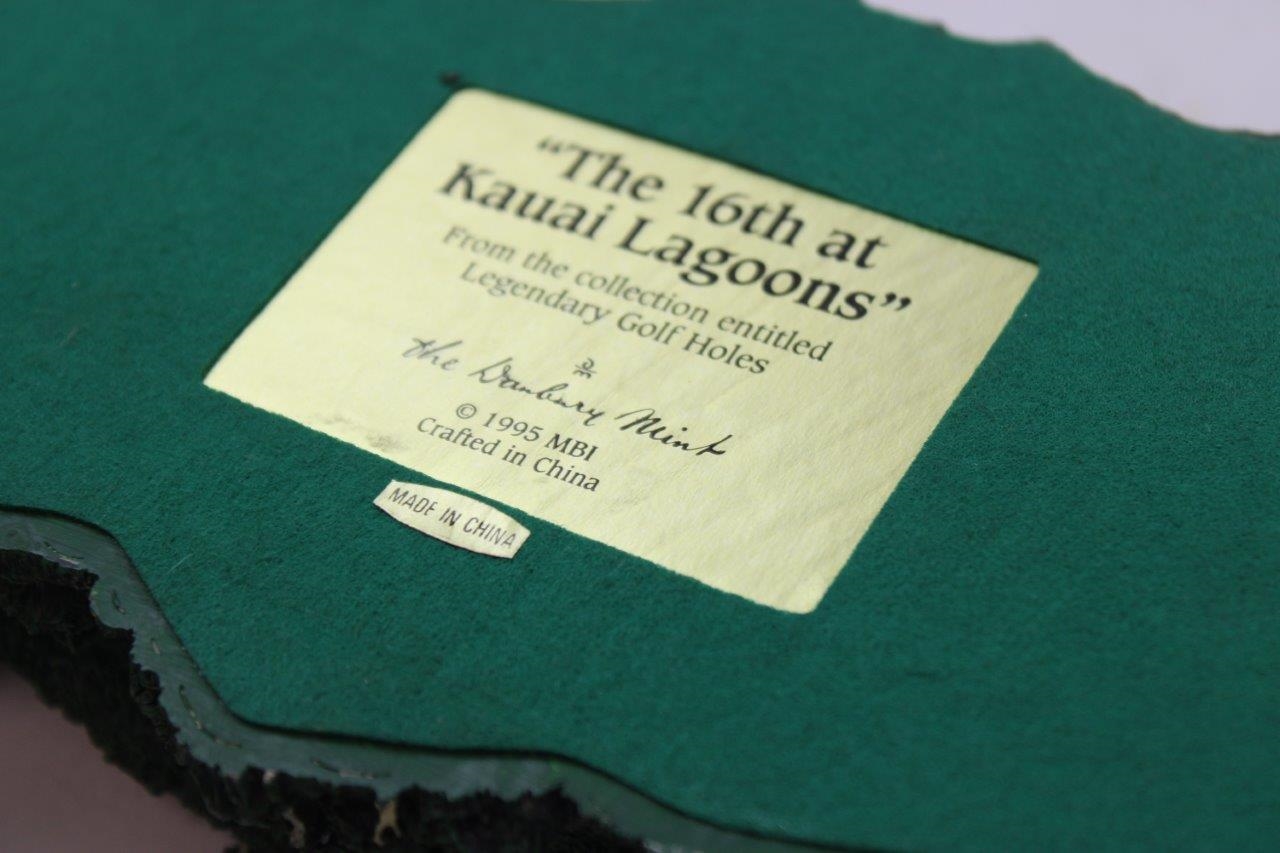 “The 16th at
Kauai Lagoons”
From the collection entitled
Legendary Golf Holes
DM
the Danbury Mint
© 1995 MBI
Crafted in China
MADE IN CHINA